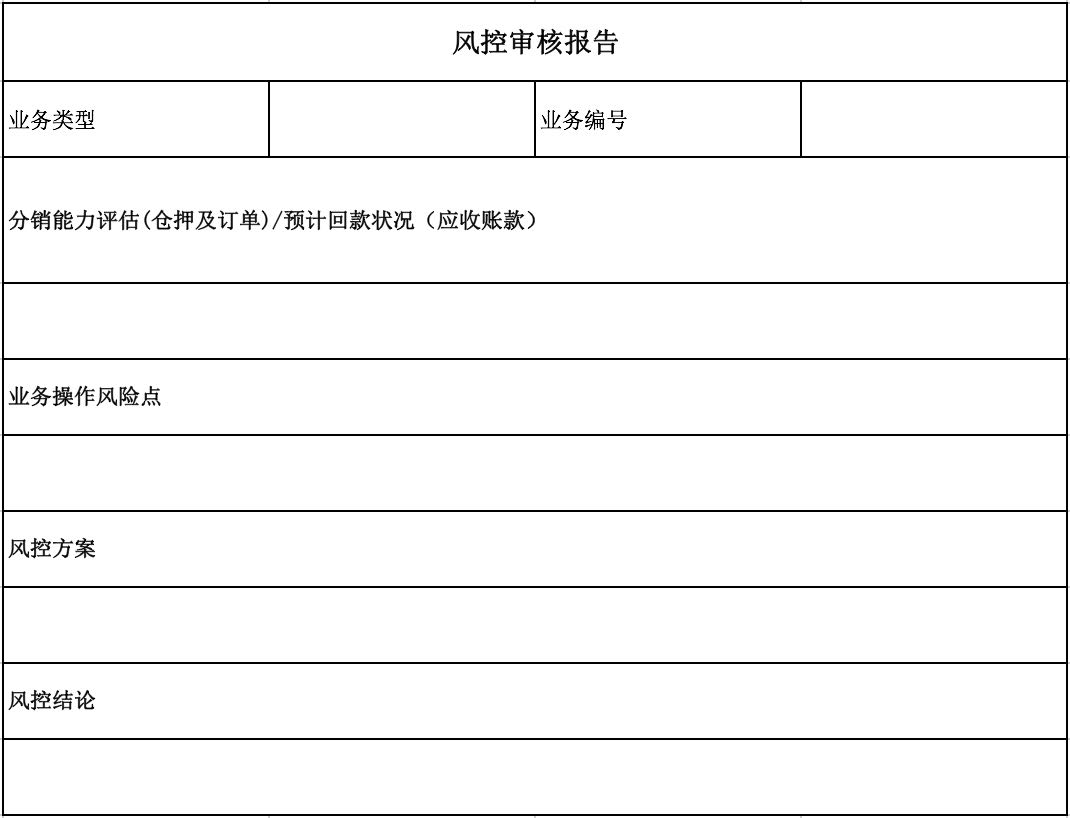 风控审核报告
业务类型
业务编号
分销能力评估(仓押及订单)/预计回款状况（应收账款）
业务操作风险点
风控方案
风控结论